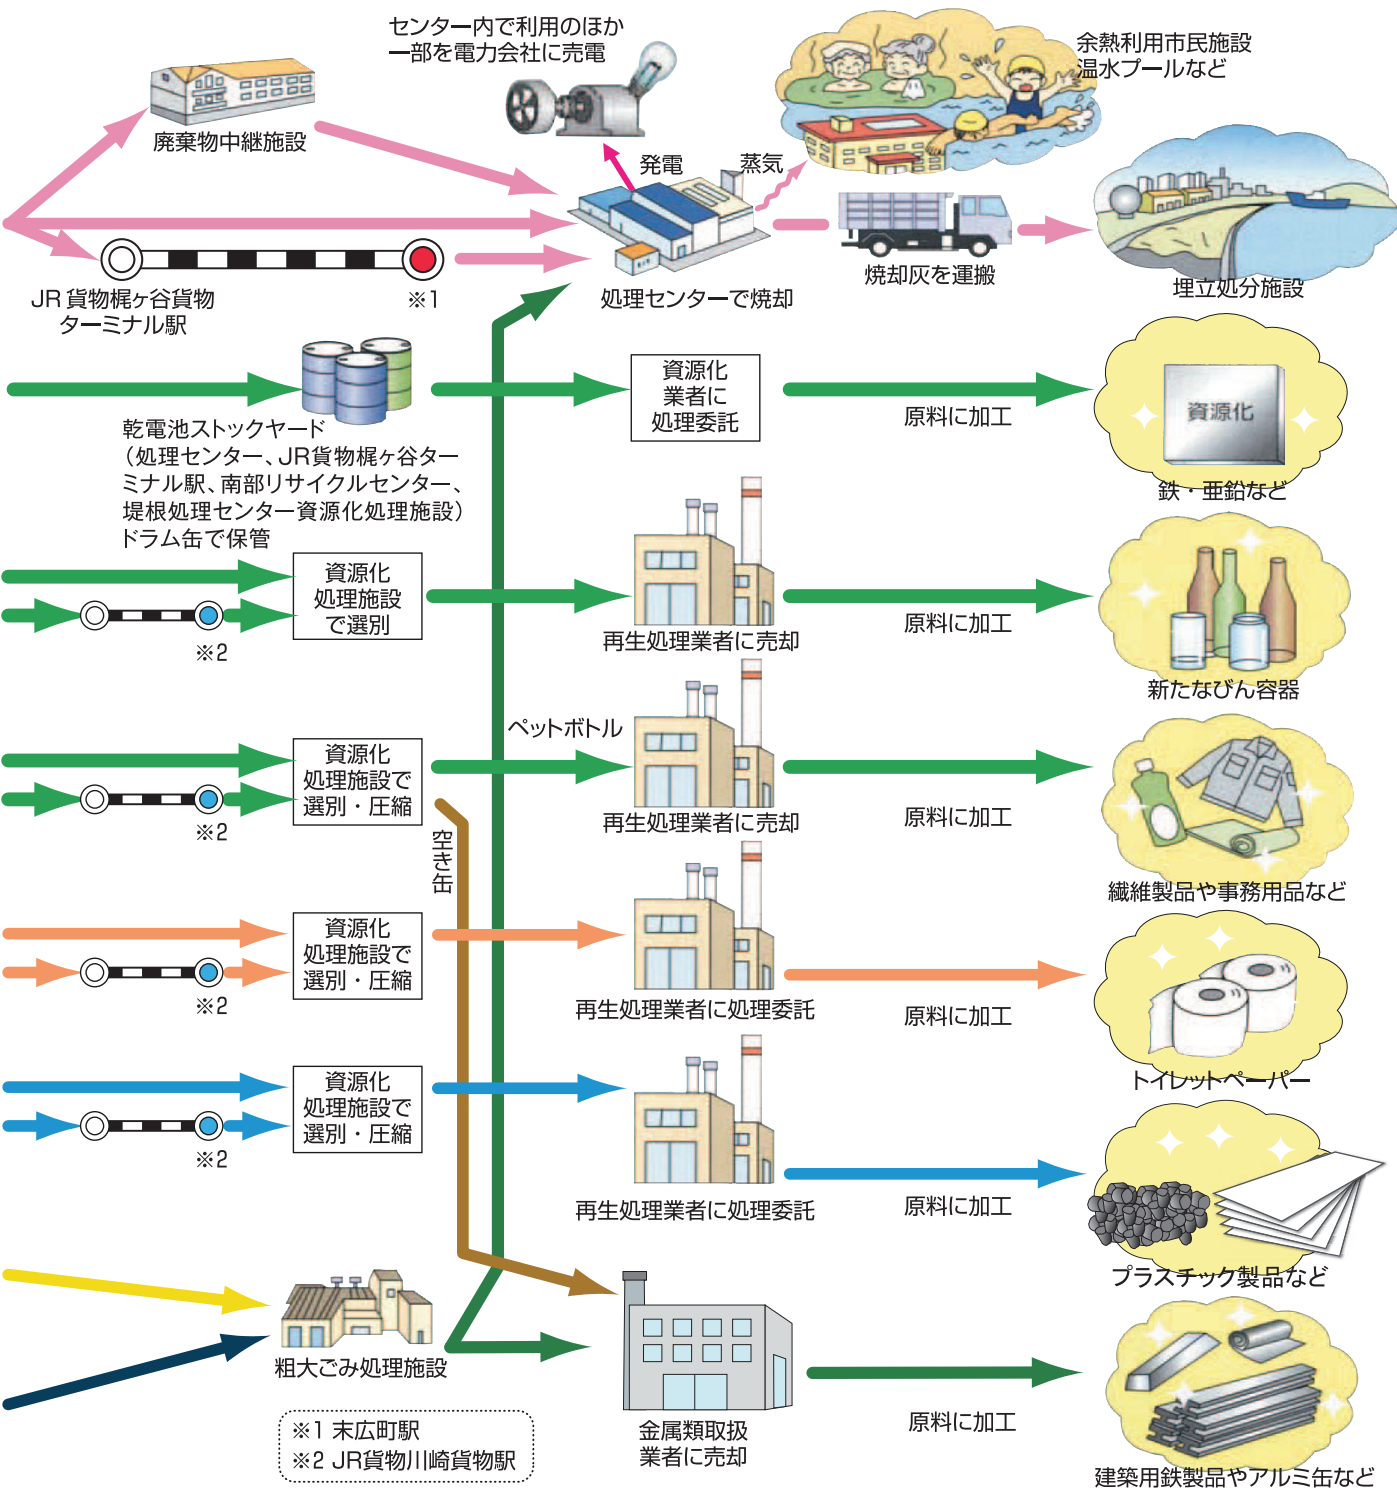 センター内で利用のほか
一部を電力会社に売電
余熱利用市民施設
温水プールなど
廃棄物中継施設
発電
蒸気
JR貨物梶ヶ谷貨物
ターミナル駅
※1
処理センターで焼却
焼却灰を運搬
埋立処分施設
乾電池ストックヤード
（処理センター、JR貨物梶ヶ谷ター
ミナル駅、南部リサイクルセンター、
堤根処理センター資源化処理施設）
ドラム缶で保管
資源化
業者に
処理委託
原料に加工
資源化
鉄・亜鉛など
資源化
処理施設
で選別
※2
再生処理業者に売却
原料に加工
新たなびん容器
資源化
処理施設で
選別・圧縮
※2
ペットボトル
空き缶
再生処理業者に売却
原料に加工
繊維製品や事務用品など
資源化
処理施設で
選別・圧縮
※2
再生処理業者に処理委託
原料に加工
トイレットペーパー
資源化
処理施設で
選別・圧縮
※2
再生処理業者に処理委託
原料に加工
プラスチック製品など
粗大ごみ処理施設
金属類取扱
業者に売却
原料に加工
建築用鉄製品やアルミ缶など
※1 末広町駅
※2 JR貨物川崎貨物駅